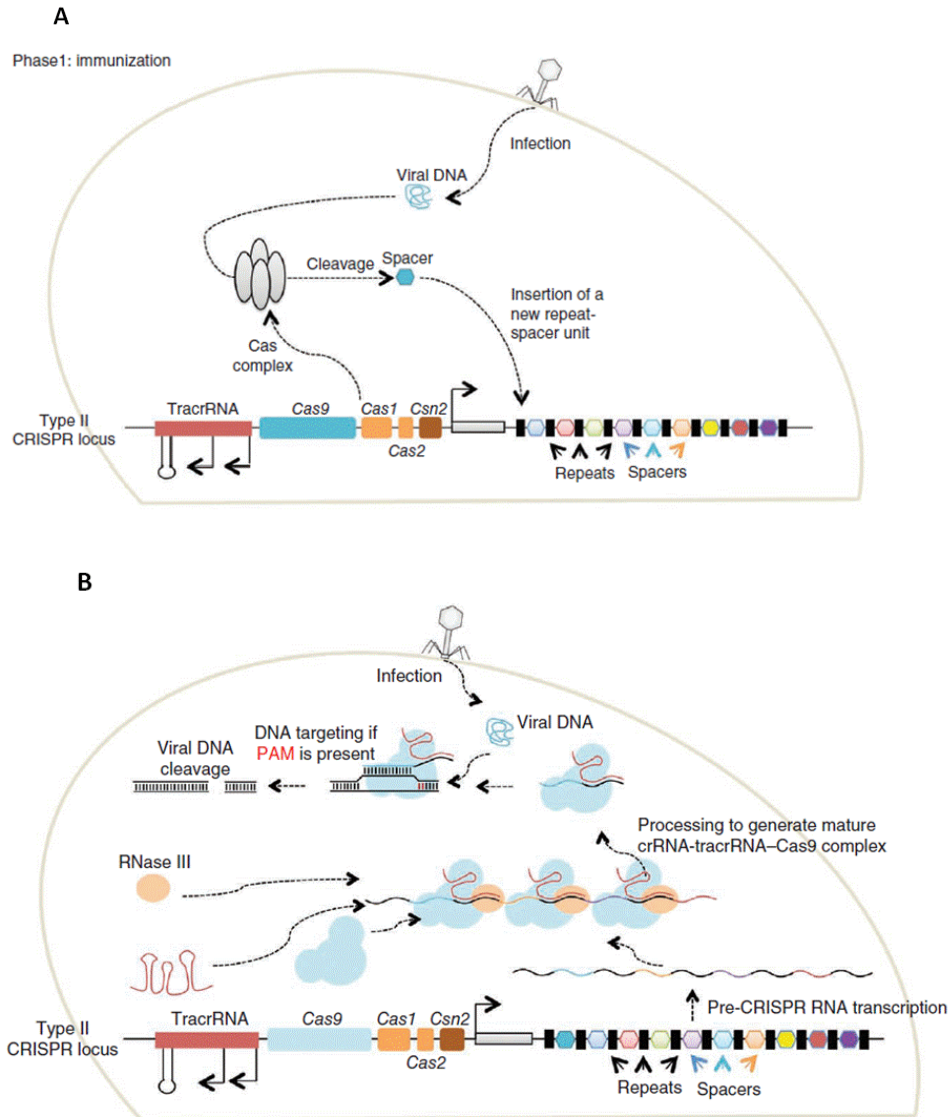 A
Phase1: immunization
Infection
Viral DNA
Cleavage
Spacer
Insertion of a
new repeat-
spacer unit
Cas
complex
Type II
CRISPR locus
TracrRNA
Cas9
Cas1
Csn2
Cas2
Repeats
Spacers
B
Infection
Viral DNA
DNA targeting if
PAM is present
Viral DNA
cleavage
Processing to generate mature
crRNA-tracrRNA–Cas9 complex
RNase III
Pre-CRISPR RNA transcription
Type II
CRISPR locus
TracrRNA
Cas9
Cas1
Csn2
Cas2
Repeats
Spacers